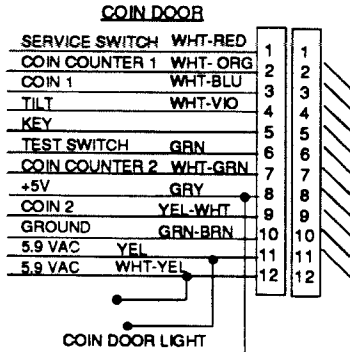 COIN DOOR
SERVICE SWITCH WHT-RED 1 1
COIN COUNTER 1 WHT- ORG 2 2
COIN 1 WHT-BLU 3 3
TILT WHT-VIO 4 4
KEY 5 5
TEST SWITCH GRN 6 6
COIN COUNTER 2 WHT-GRN 7 7
+5V GRY 8 8
COIN 2 YEL-WHT 9 9
GROUND GRN-BRN 10 10
5.9 VAC YEL 11 11
5.9 VAC WHT-YEL 12 12
COIN DOOR LIGHT